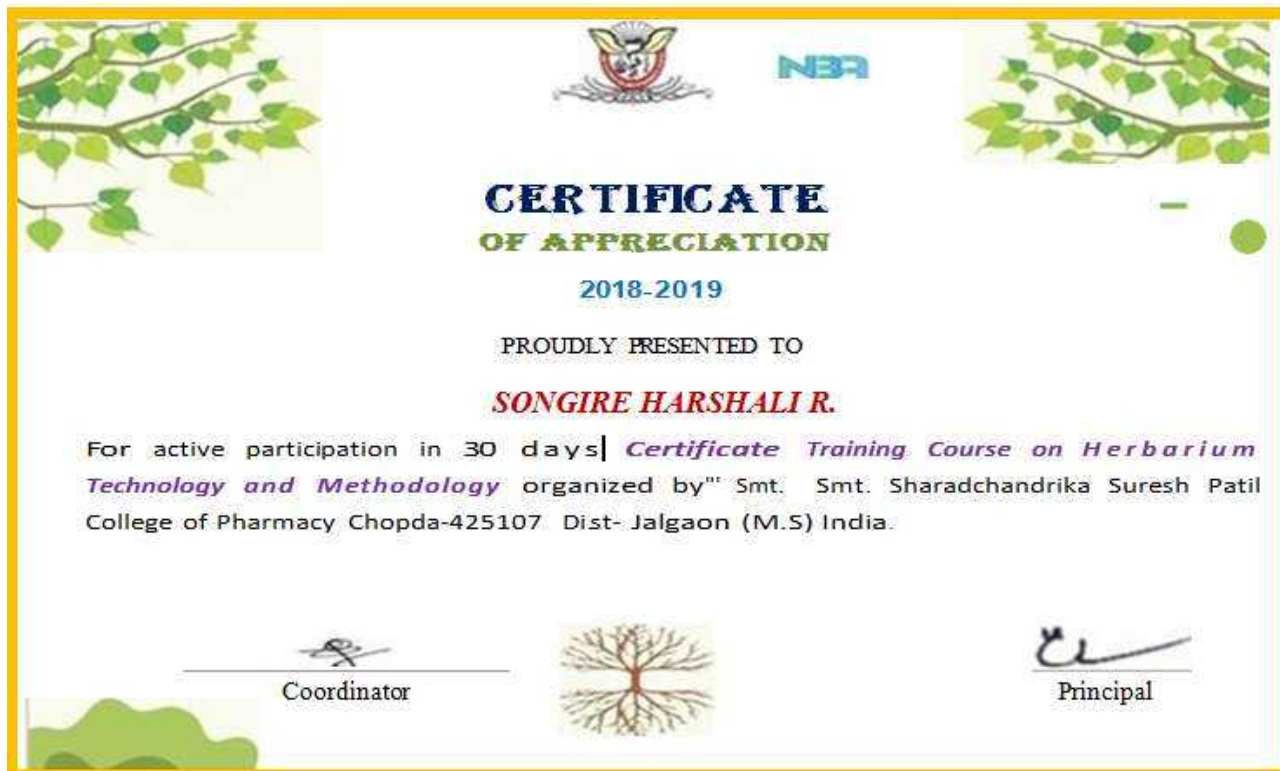 NBR
CERTIFICATE
OF APPRECIATION
2018-2019
PROUDLY PRESENTED TO
SONGIRE HARSHALI R.
For active participation in 30 days Certificate Training Course on Herbarium
Technology and Methodology organized by"' Smt. Smt. Sharadchandrika Suresh Patil
College of Pharmacy Chopda-425107 Dist- Jalgaon (M.S) India.
Coordinator
Principal